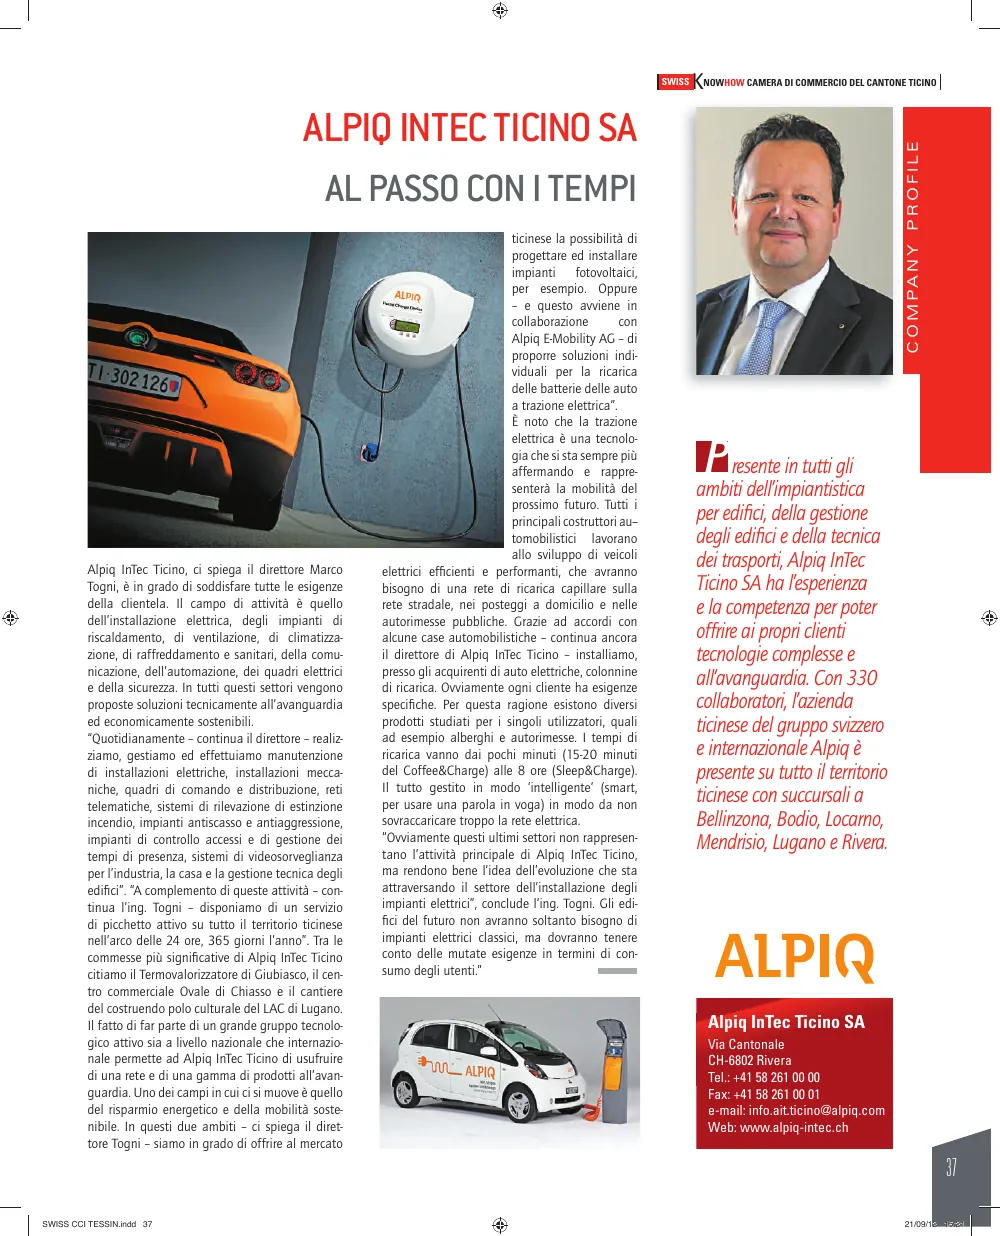 SWISS KNOWHOW CAMERA DI COMMERCIO DEL CANTONE TICINO
COMPANY PROFILE
ALPIQ INTEC TICINO SA
AL PASSO CON I TEMPI
ALPIQ
Home Charge Device
TI·302126
Alpiq InTec Ticino, ci spiega il direttore Marco
Togni, è in grado di soddisfare tutte le esigenze
della clientela. Il campo di attività è quello
dell'installazione elettrica, degli impianti di
riscaldamento, di ventilazione, di climatizza-
zione, di raffreddamento e sanitari, della comu-
nicazione, dell'automazione, dei quadri elettrici
e della sicurezza. In tutti questi settori vengono
proposte soluzioni tecnicamente all'avanguardia
ed economicamente sostenibili.
“Quotidianamente – continua il direttore – realiz-
ziamo, gestiamo ed effettuiamo manutenzione
di installazioni elettriche, installazioni mecca-
niche, quadri di comando e distribuzione, reti
telematiche, sistemi di rilevazione di estinzione
incendio, impianti antiscasso e antiaggressione,
impianti di controllo accessi e di gestione dei
tempi di presenza, sistemi di videosorveglianza
per l'industria, la casa e la gestione tecnica degli
edifici”. “A complemento di queste attività – con-
tinua l'ing. Togni – disponiamo di un servizio
di picchetto attivo su tutto il territorio ticinese
nell'arco delle 24 ore, 365 giorni l'anno”. Tra le
commesse più significative di Alpiq InTec Ticino
citiamo il Termovalorizzatore di Giubiasco, il cen-
tro commerciale Ovale di Chiasso e il cantiere
del costruendo polo culturale del LAC di Lugano.
Il fatto di far parte di un grande gruppo tecnolo-
gico attivo sia a livello nazionale che internazio-
nale permette ad Alpiq InTec Ticino di usufruire
di una rete e di una gamma di prodotti all'avan-
guardia. Uno dei campi in cui ci si muove è quello
del risparmio energetico e della mobilità soste-
nibile. In questi due ambiti – ci spiega il diret-
tore Togni – siamo in grado di offrire al mercato
ticinese la possibilità di
progettare ed installare
impianti fotovoltaici,
per esempio. Oppure
– e questo avviene in
collaborazione con
Alpiq E-Mobility AG – di
proporre soluzioni indi-
viduali per la ricarica
delle batterie delle auto
a trazione elettrica”.
È noto che la trazione
elettrica è una tecnolo-
gia che si sta sempre più
affermando e rappre-
senterà la mobilità del
prossimo futuro. Tutti i
principali costruttori au-
tomobilistici lavorano
allo sviluppo di veicoli
elettrici efficienti e performanti, che avranno
bisogno di una rete di ricarica capillare sulla
rete stradale, nei posteggi a domicilio e nelle
autorimesse pubbliche. Grazie ad accordi con
alcune case automobilistiche – continua ancora
il direttore di Alpiq InTec Ticino – installiamo,
presso gli acquirenti di auto elettriche, colonnine
di ricarica. Ovviamente ogni cliente ha esigenze
specifiche. Per questa ragione esistono diversi
prodotti studiati per i singoli utilizzatori, quali
ad esempio alberghi e autorimesse. I tempi di
ricarica vanno dai pochi minuti (15-20 minuti
del Coffee&Charge) alle 8 ore (Sleep&Charge).
Il tutto gestito in modo 'intelligente' (smart,
per usare una parola in voga) in modo da non
sovraccaricare troppo la rete elettrica.
“Ovviamente questi ultimi settori non rappresen-
tano l'attività principale di Alpiq InTec Ticino,
ma rendono bene l'idea dell'evoluzione che sta
attraversando il settore dell'installazione degli
impianti elettrici”, conclude l'ing. Togni. Gli edi-
fici del futuro non avranno soltanto bisogno di
impianti elettrici classici, ma dovranno tenere
conto delle mutate esigenze in termini di con-
sumo degli utenti.”
ALPIQ
Presente in tutti gli
ambiti dell'impiantistica
per edifici, della gestione
degli edifici e della tecnica
dei trasporti, Alpiq InTec
Ticino SA ha l'esperienza
e la competenza per poter
offrire ai propri clienti
tecnologie complesse e
all'avanguardia. Con 330
collaboratori, l'azienda
ticinese del gruppo svizzero
e internazionale Alpiq è
presente su tutto il territorio
ticinese con succursali a
Bellinzona, Bodio, Locarno,
Mendrisio, Lugano e Rivera.
ALPIQ
Alpiq InTec Ticino SA
Via Cantonale
CH-6802 Rivera
Tel.: +41 58 261 00 00
Fax: +41 58 261 00 01
e-mail: info.ait.ticino@alpiq.com
Web: www.alpiq-intec.ch
37
SWISS CCI TESSIN.indd 37
21/09/12